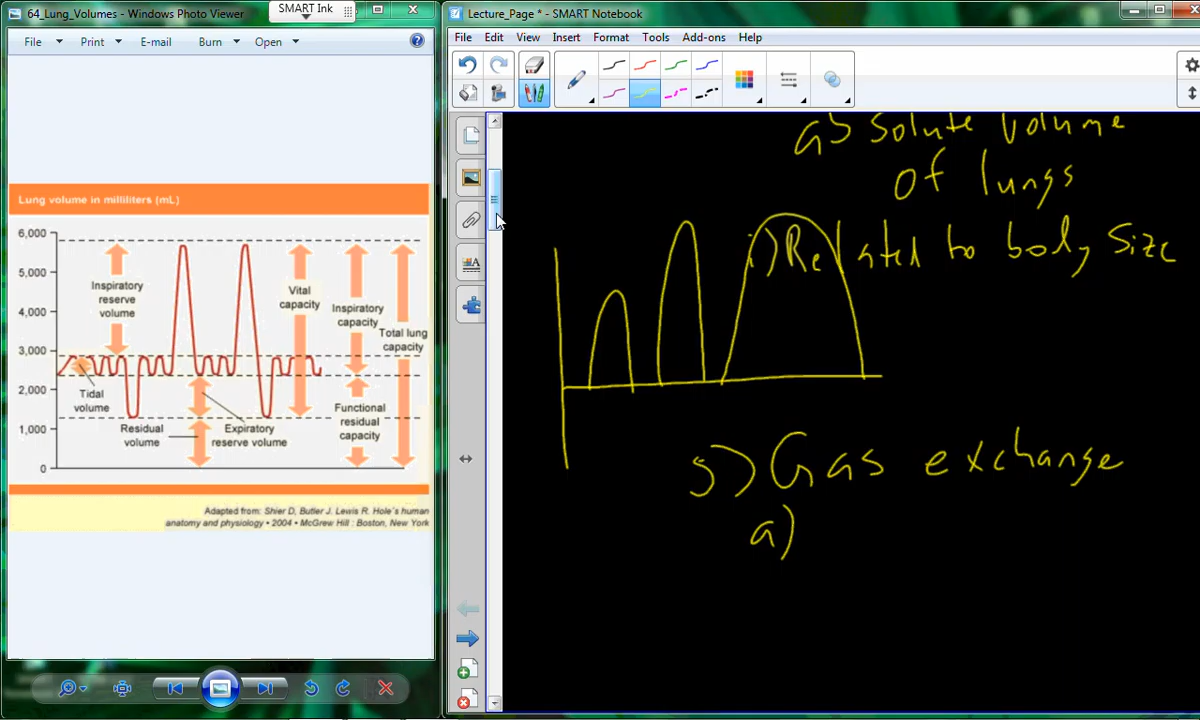 64_Lung_Volumes - Windows Photo Viewer
SMART Ink
File Print E-mail Burn Open
Lung volume in milliliters (mL)
6,000
5,000
4,000
3,000
2,000
1,000
0
Inspiratory
reserve
volume
Vital
capacity
Inspiratory
capacity
Total lung
capacity
Tidal
volume
Residual
volume
Expiratory
reserve volume
Functional
residual
capacity
Adapted from: Shier D, Butler J. Lewis R. Hole's human
anatomy and physiology • 2004 • McGrew Hill : Boston, New York
Lecture_Page * - SMART Notebook
File Edit View Insert Format Tools Add-ons Help
a) Solute volume
of lungs
i) Related to body size
5) Gas exchange
a)